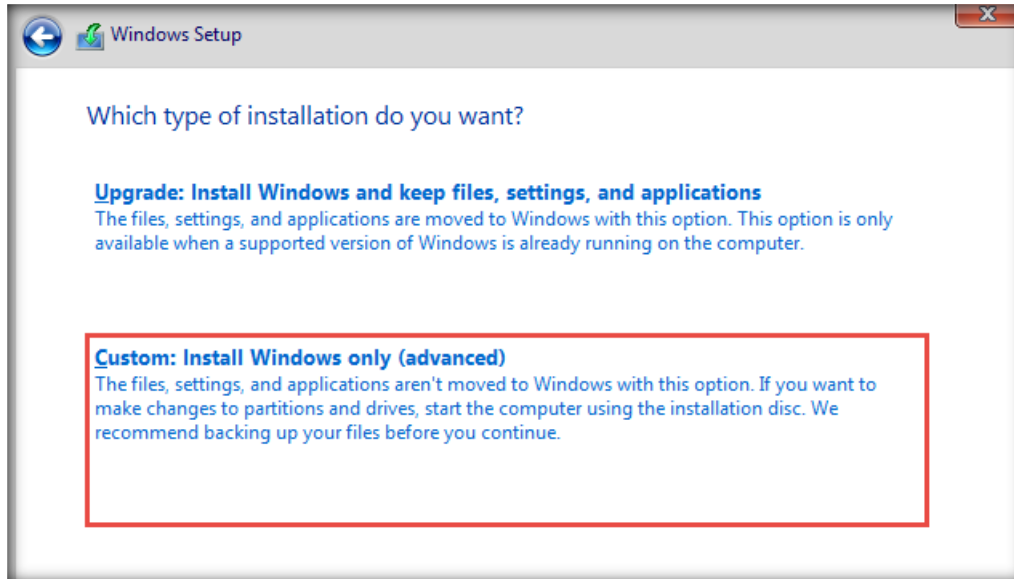 Windows Setup
Which type of installation do you want?
Upgrade: Install Windows and keep files, settings, and applications
The files, settings, and applications are moved to Windows with this option. This option is only
available when a supported version of Windows is already running on the computer.
Custom: Install Windows only (advanced)
The files, settings, and applications aren't moved to Windows with this option. If you want to
make changes to partitions and drives, start the computer using the installation disc. We
recommend backing up your files before you continue.